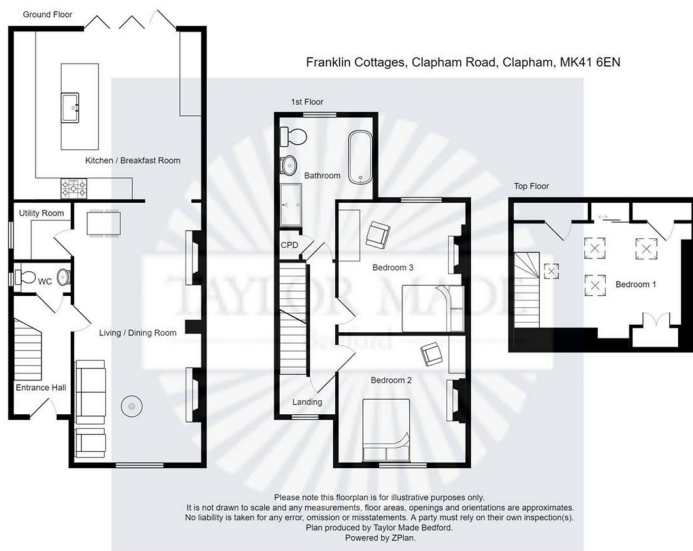 Ground Floor
Franklin Cottages, Clapham Road, Clapham, MK41 6EN
Kitchen / Breakfast Room
Utility Room
WC
Living / Dining Room
Entrance Hall
1st Floor
Bathroom
CPD
Bedroom 3
Bedroom 2
Landing
Top Floor
Bedroom 1
TAYLOR MADE
Bedford
Please note this floorplan is for illustrative purposes only.
It is not drawn to scale and any measurements, floor areas, openings and orientations are approximates.
No liability is taken for any error, omission or misstatements. A party must rely on their own inspection(s).
Plan produced by Taylor Made Bedford.
Powered by ZPlan.